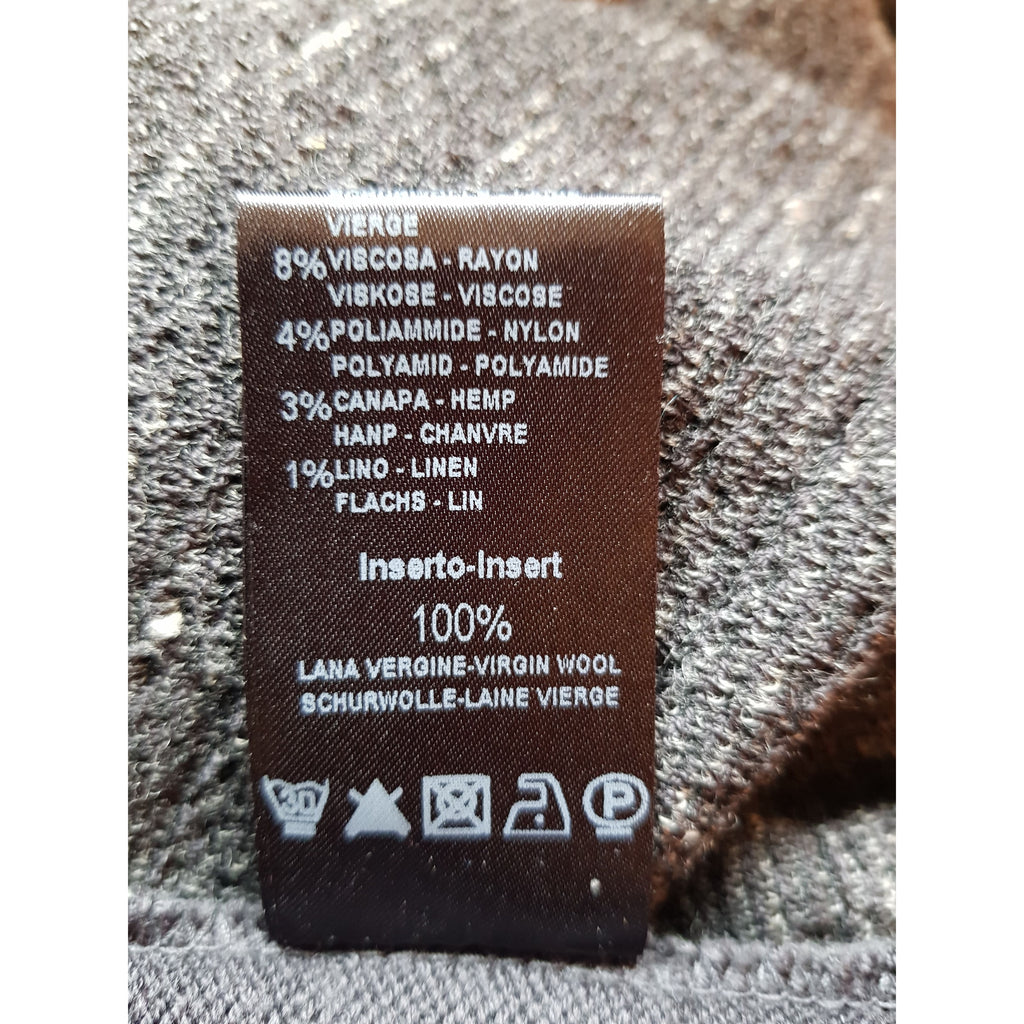 VIERGE
8% VISCOSA - RAYON
VISKOSE - VISCOSE
4% POLIAMMIDE - NYLON
POLYAMID - POLYAMIDE
3% CANAPA - HEMP
HANP - CHANVRE
1% LINO - LINEN
FLACHS - LIN
Inserto-Insert
100%
LANA VERGINE-VIRGIN WOOL
SCHURWOLLE-LAINE VIERGE
30 P